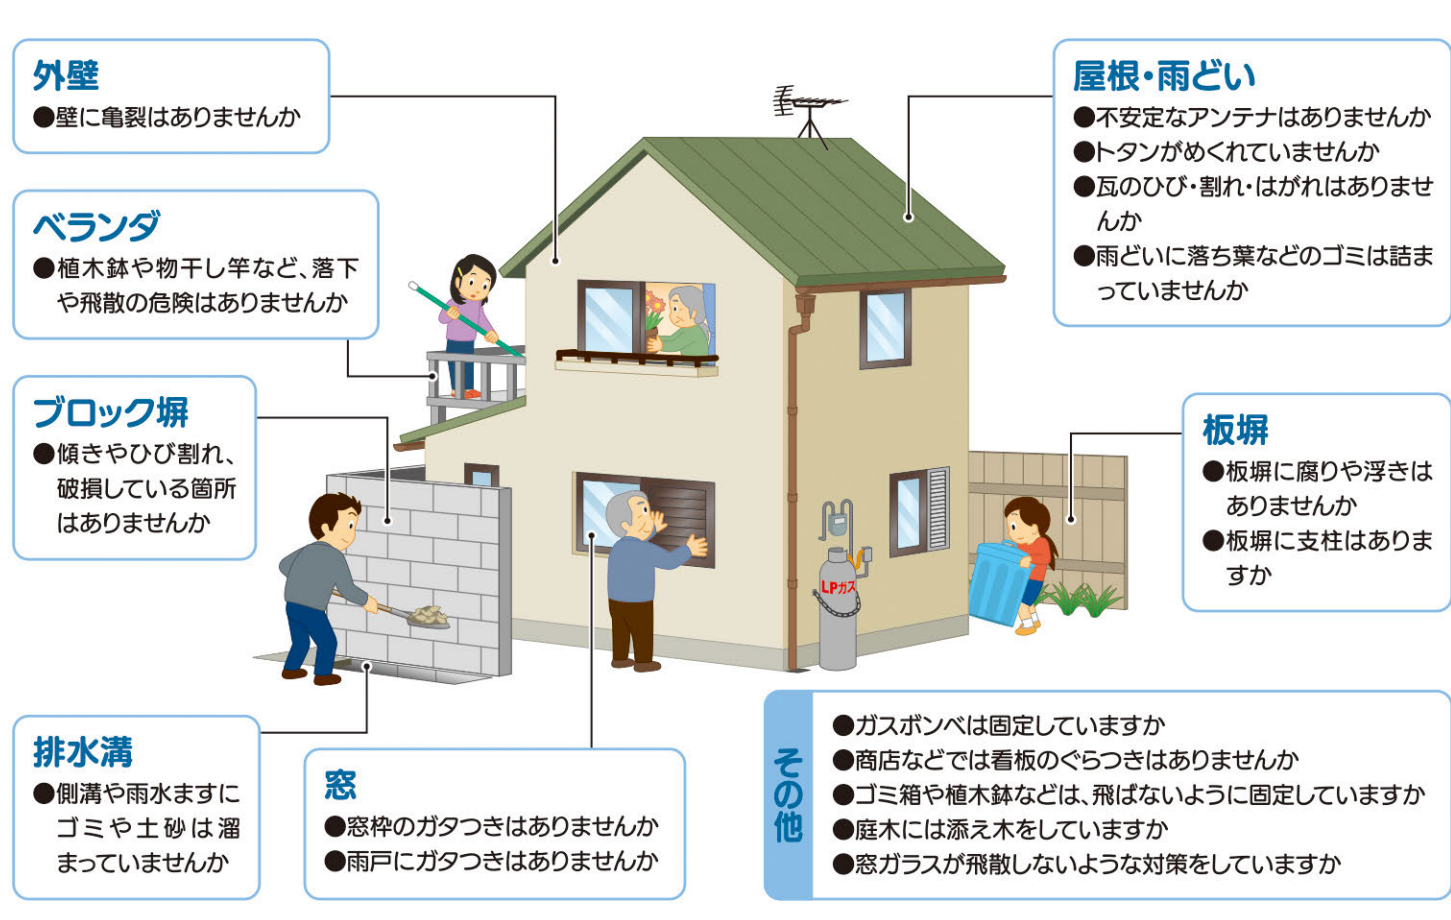 外壁
●壁に亀裂はありませんか
ベランダ
●植木鉢や物干し竿など、落下
や飛散の危険はありませんか
ブロック塀
●傾きやひび割れ、
破損している箇所
はありませんか
排水溝
●側溝や雨水ますに
ゴミや土砂は溜
まっていませんか
窓
●窓枠のガタつきはありませんか
●雨戸にガタつきはありませんか
LPガス
屋根・雨どい
●不安定なアンテナはありませんか
●トタンがめくれていませんか
●瓦のひび・割れ・はがれはありませ
んか
●雨どいに落ち葉などのゴミは詰ま
っていませんか
板塀
●板塀に腐りや浮きは
ありませんか
●板塀に支柱はありま
すか
その他
●ガスボンベは固定していますか
●商店などでは看板のぐらつきはありませんか
●ゴミ箱や植木鉢などは、飛ばないように固定していますか
●庭木には添え木をしていますか
●窓ガラスが飛散しないような対策をしていますか